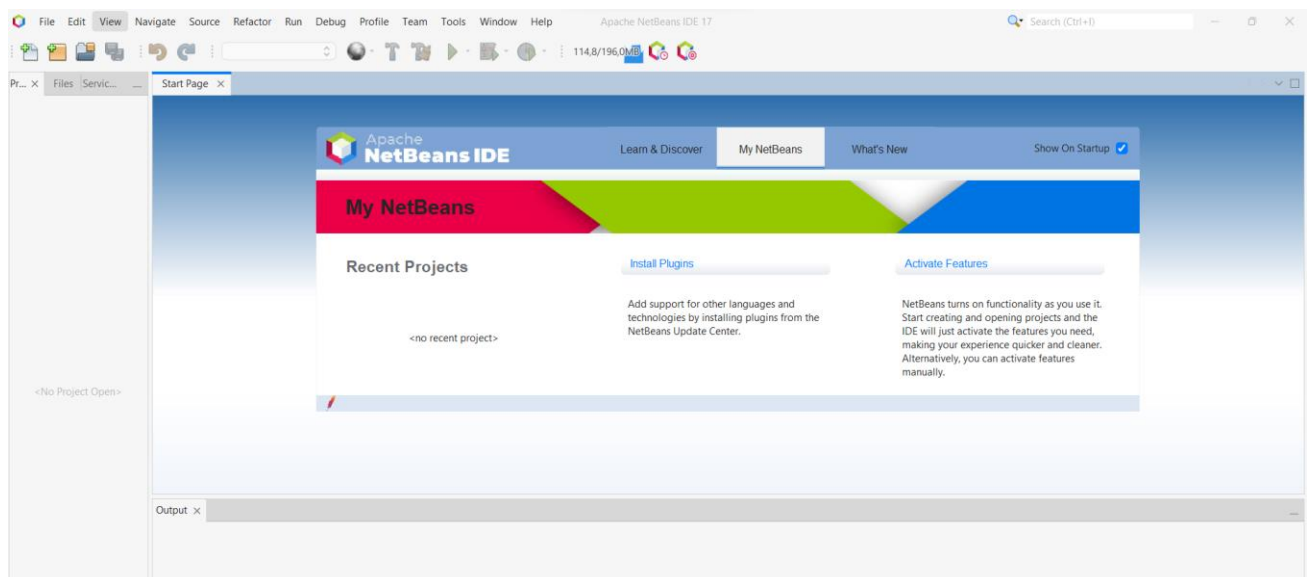 File Edit View Navigate Source Refactor Run Debug Profile Team Tools Window Help Apache NetBeans IDE 17 Search (Ctrl+I)
114,8/196,0MB
Pr... Files Servic... Start Page
Apache
NetBeans IDE
Learn & Discover My NetBeans What's New Show On Startup
My NetBeans
Recent Projects
<no recent project>
Install Plugins
Add support for other languages and
technologies by installing plugins from the
NetBeans Update Center.
Activate Features
NetBeans turns on functionality as you use it.
Start creating and opening projects and the
IDE will just activate the features you need,
making your experience quicker and cleaner.
Alternatively, you can activate features
manually.
<No Project Open>
Output